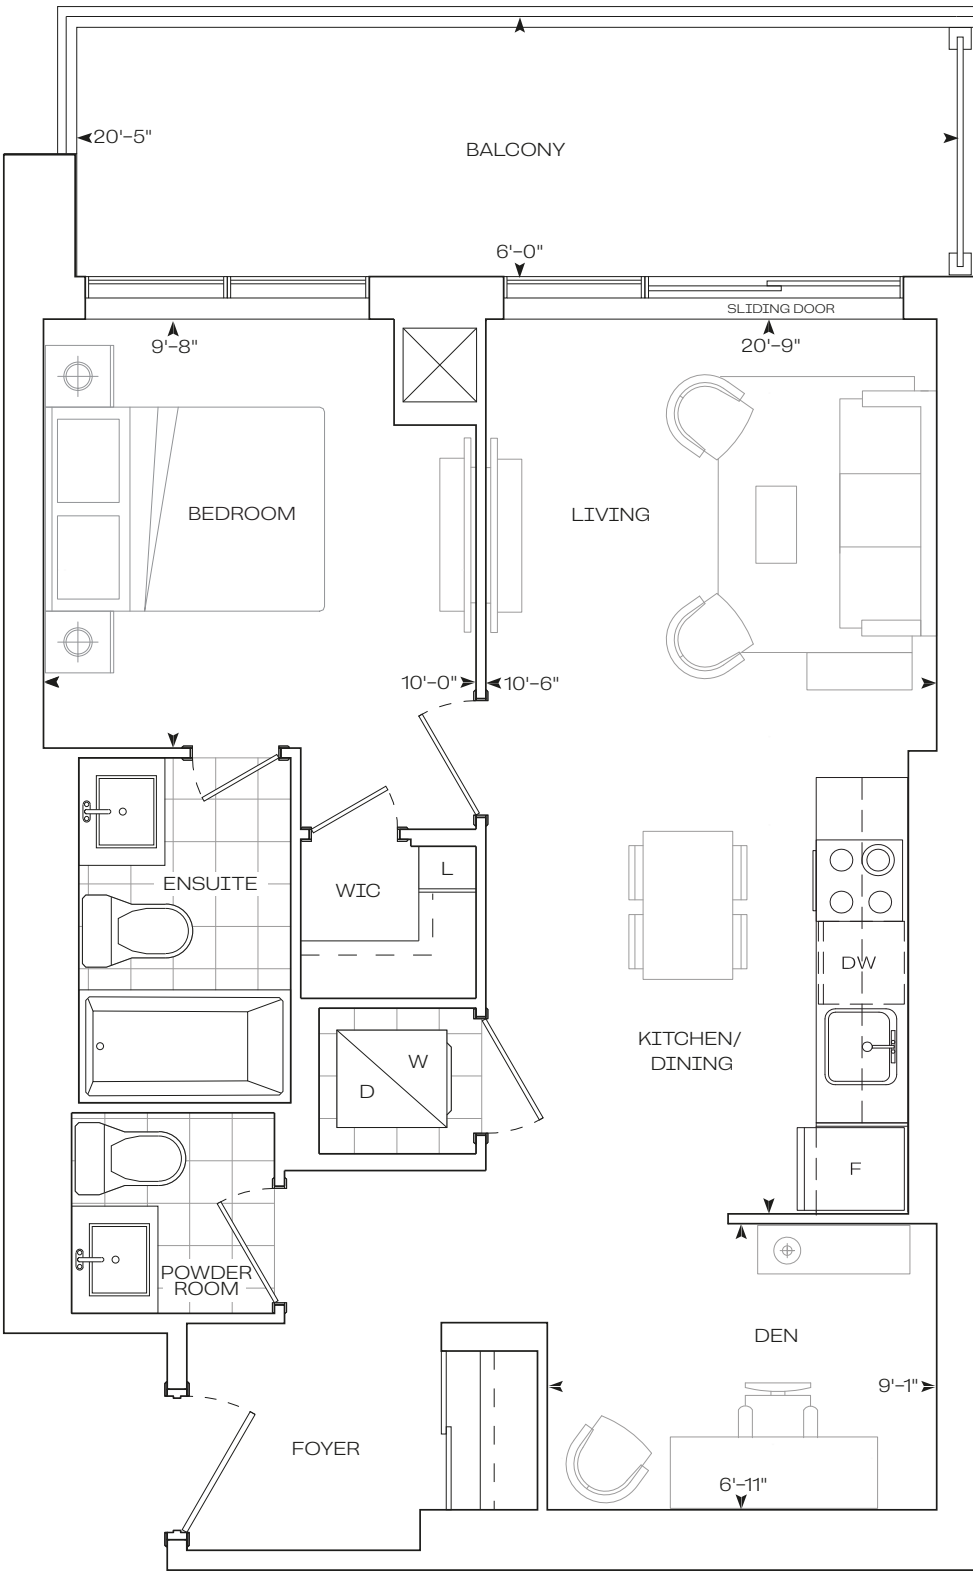 20'-5"
BALCONY
6'-0"
SLIDING DOOR
9'-8"
20'-9"
BEDROOM
LIVING
10'-0"
10'-6"
L
ENSUITE
WIC
DW
KITCHEN/
DINING
W
D
F
POWDER
ROOM
DEN
9'-1"
FOYER
6'-11"